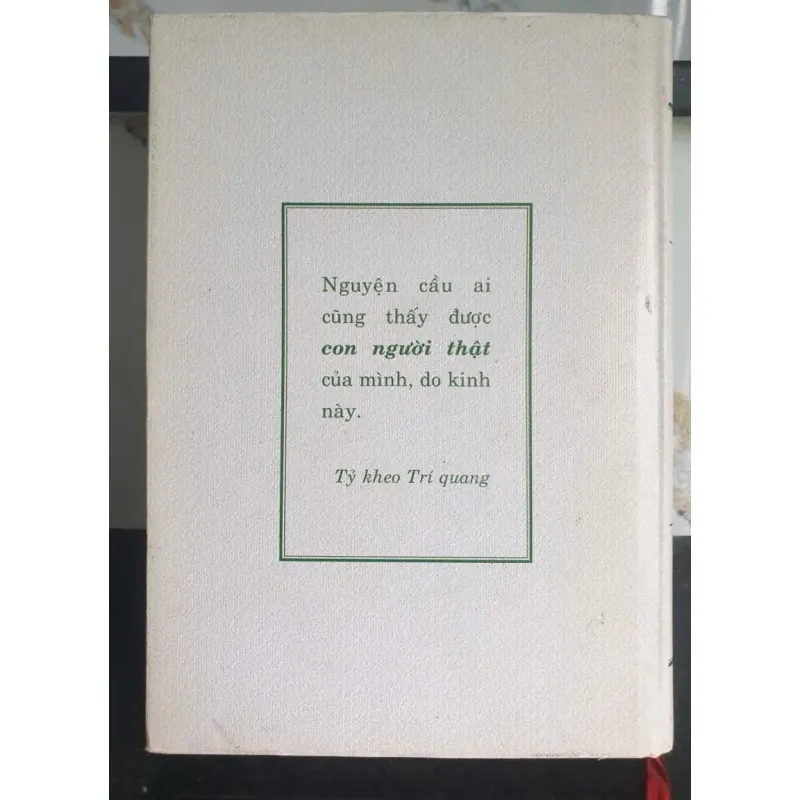 Nguyện cầu ai
cũng thấy được
con người thật
của mình, do kinh
này.
Tỷ kheo Trí quang